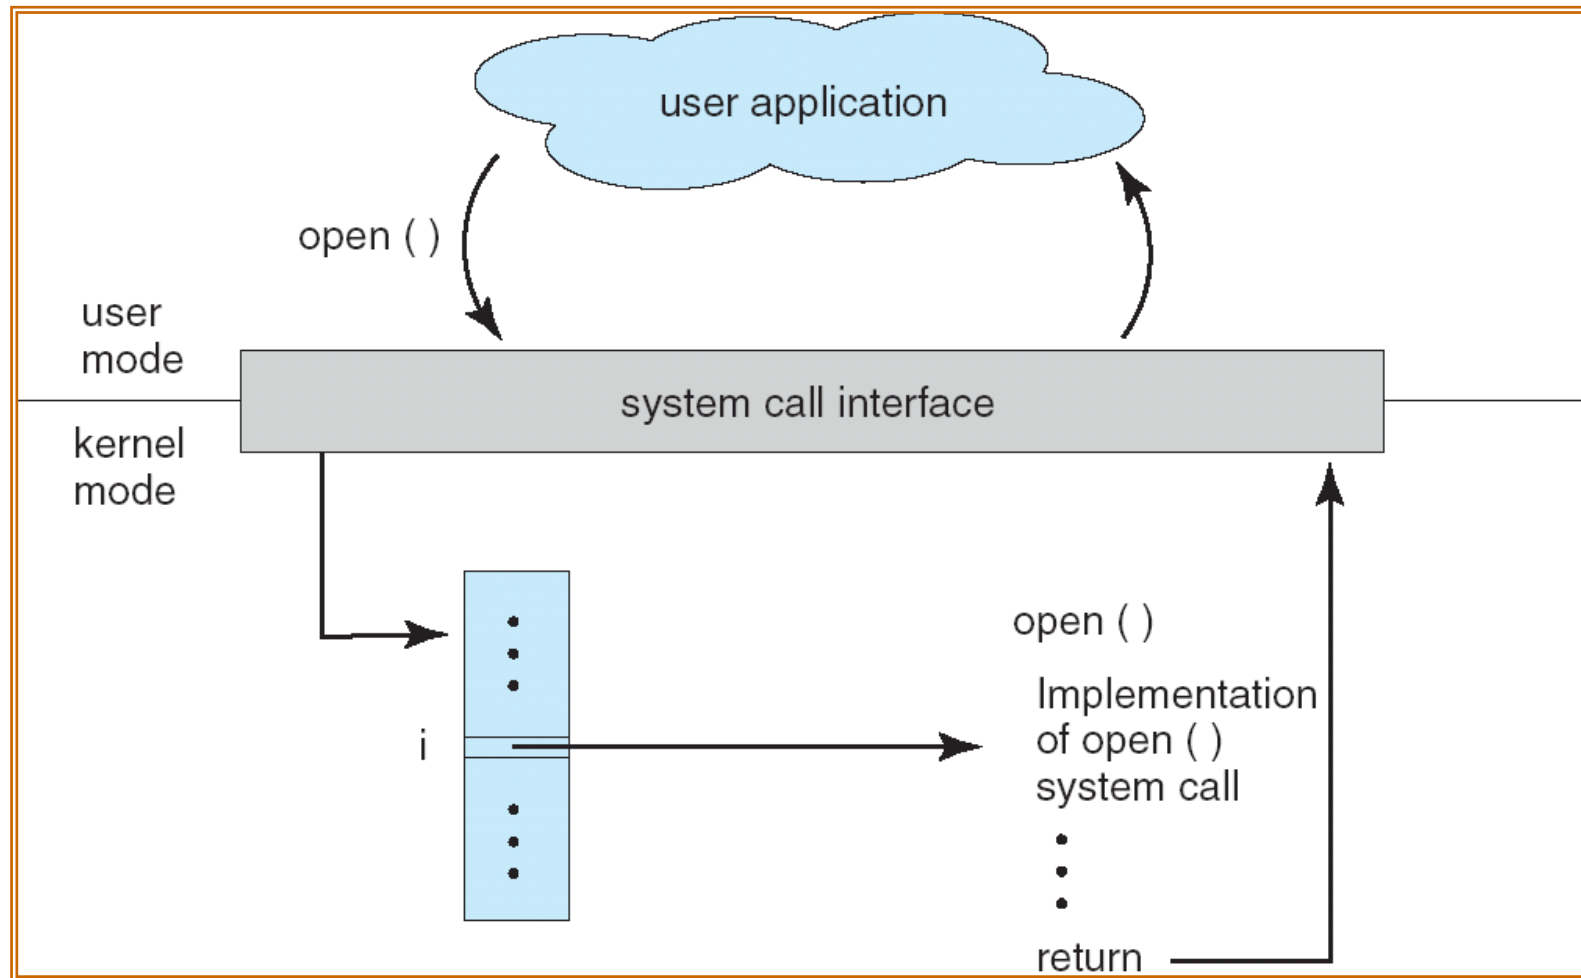 user application
open ( )
user
mode
system call interface
kernel
mode
open ( )
Implementation
of open ( )
system call
i
return